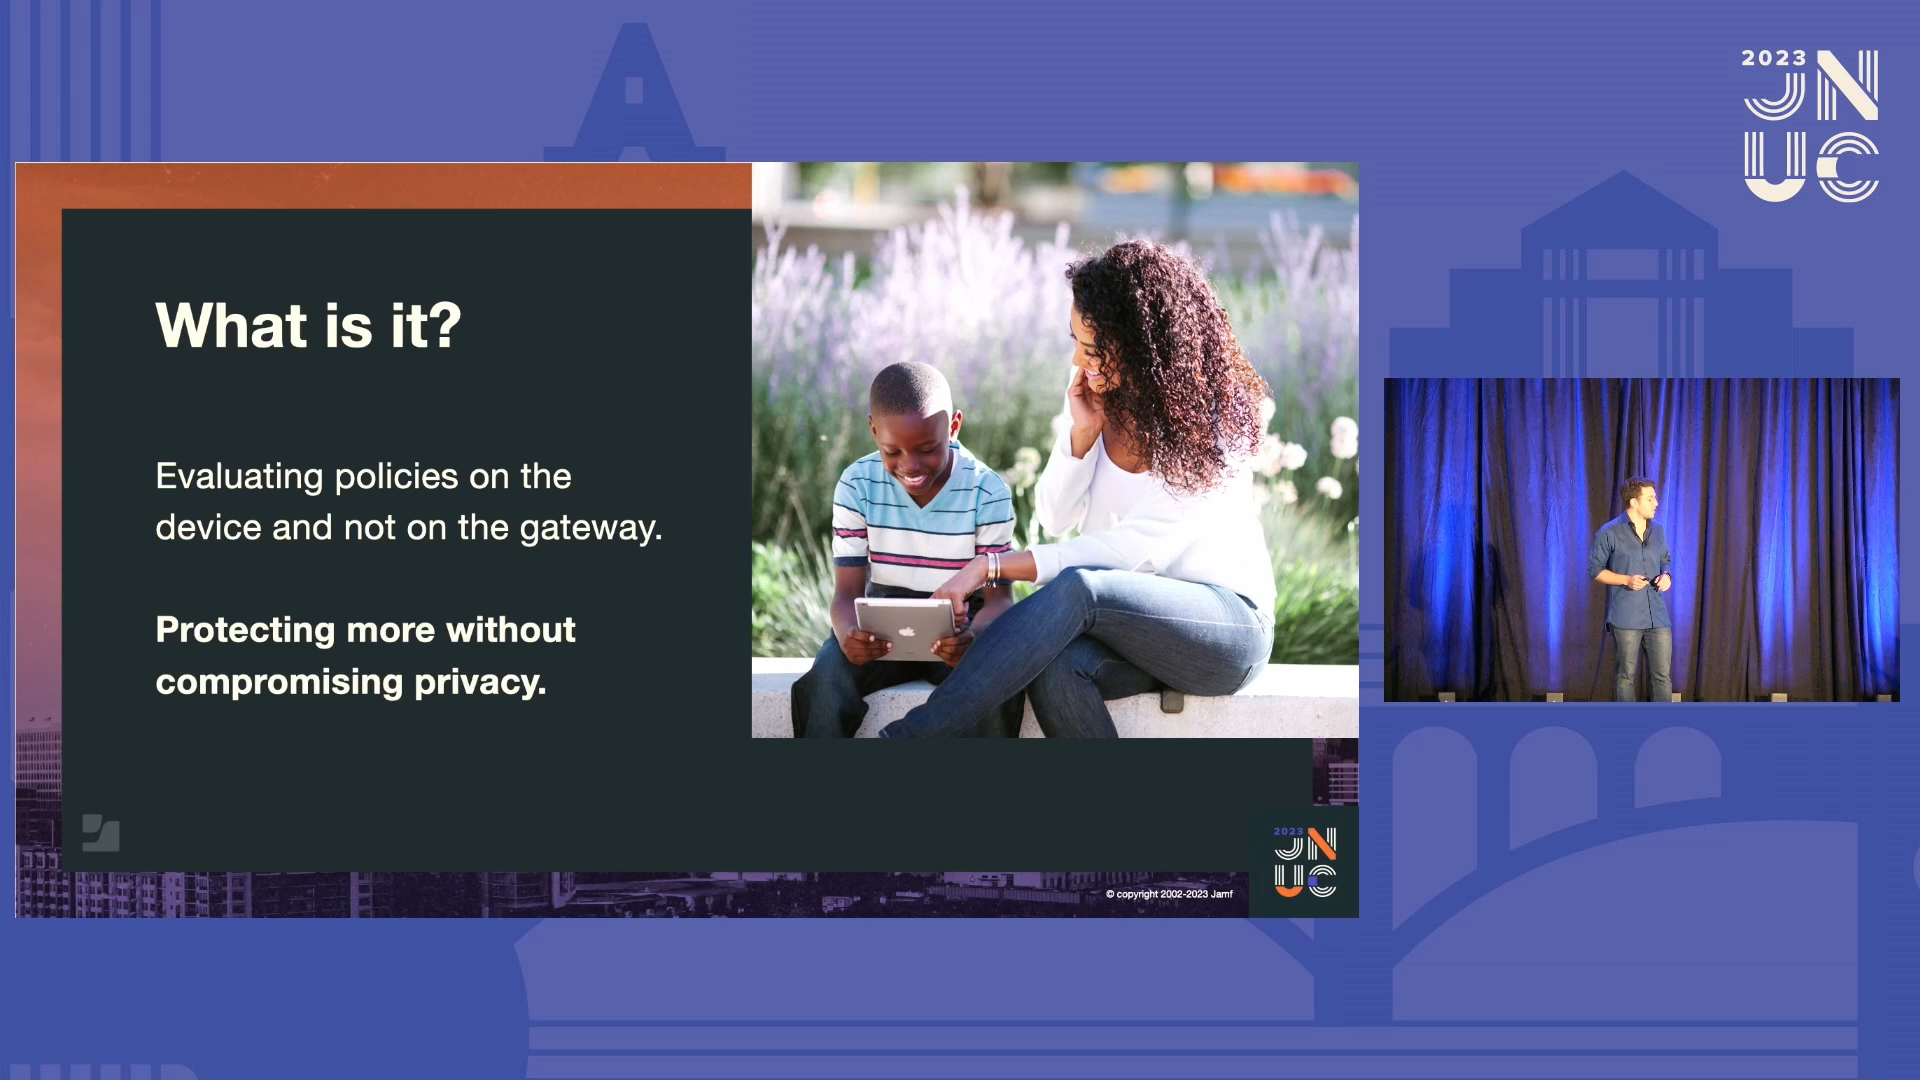 2023
JN
UC
What is it?
Evaluating policies on the
device and not on the gateway.
Protecting more without
compromising privacy.
2023
JN
UC
© copyright 2002-2023 Jamf